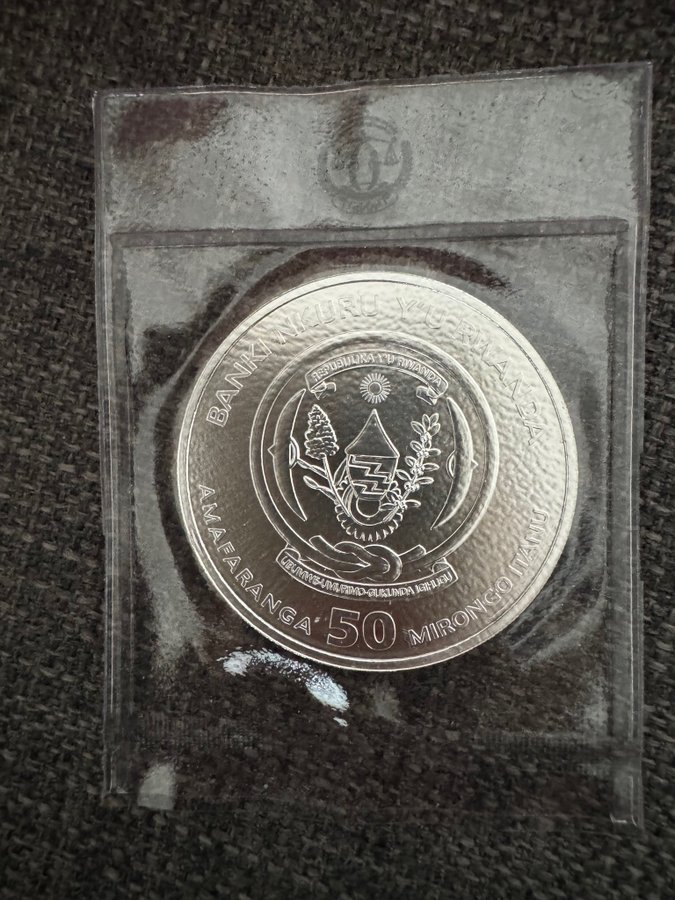 BANKI NKURU Y'U RWANDA
REPUBULIKA Y'U RWANDA
UBUMWE-UMURIMO-GUKUNDA IGIHUGU
AMAFARANGA 50 MIRONGO ITANU